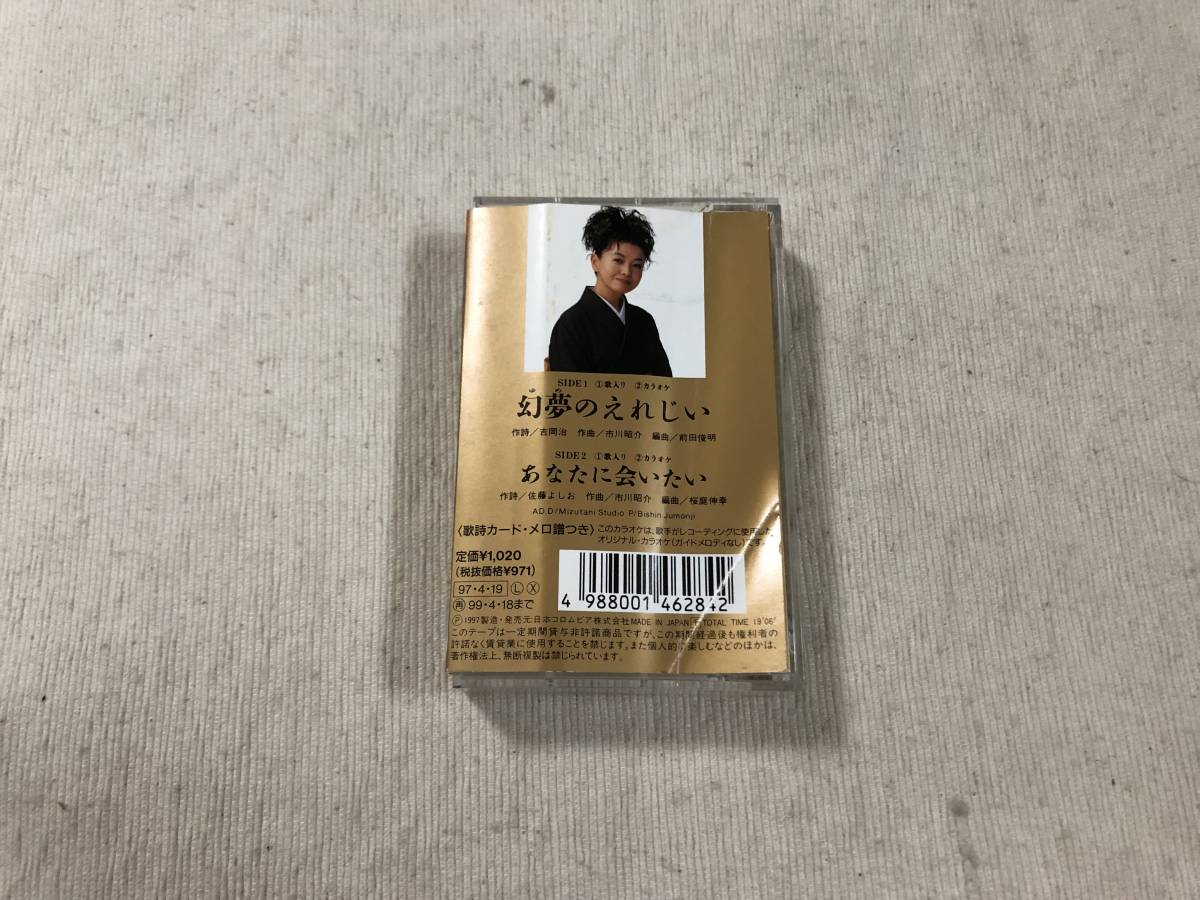 SIDE1 ①歌入り ②カラオケ
幻夢のえれじい
作詩/吉岡治 作曲/市川昭介 編曲/前田俊明
SIDE2 ①歌入り ②カラオケ
あなたに会いたい
作詩/佐藤よしお 作曲/市川昭介 編曲/桜庭伸幸
AD.D/Mizutani Studio P/Bishin Jumonji
〈歌詩カード・メロ譜つき〉このカラオケは、歌手がレコーディングに使用した
オリジナル・カラオケ(ガイドメロディなし)です。
定価¥1,020
(税抜価格¥971)
97・4・19 Ⓛ Ⓧ
㊢ 99・4・18まで
4 988001 462842
Ⓟ1997製造・発売元.日本コロムビア株式会社MADE IN JAPAN TOTAL TIME 19'06"
このテープは一定期間貸与非許諾商品ですが、この期間経過後も権利者の
許諾なく賃貸業に使用することを禁じます。また個人的に楽しむなどのほかは、
著作権法上、無断複製は禁じられています。